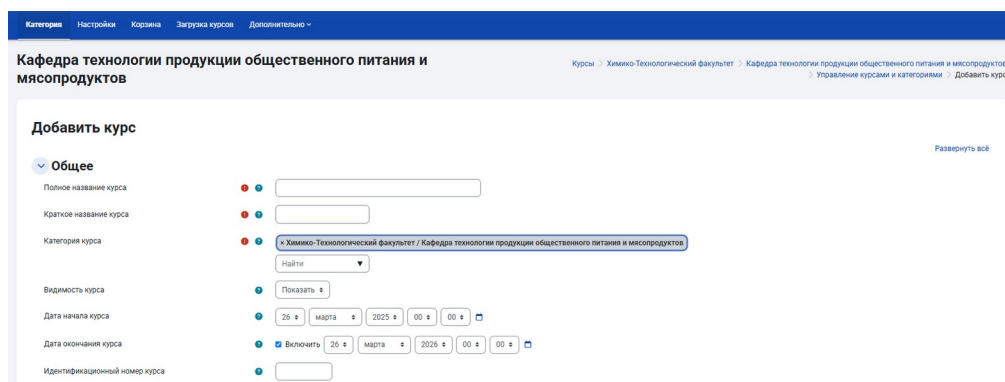 Категория Настройки Корзина Загрузка курсов Дополнительно
Кафедра технологии продукции общественного питания и
мясопродуктов
Курсы > Химико-Технологический факультет > Кафедра технологии продукции общественного питания и мясопродуктов
> Управление курсами и категориями > Добавить курс
Добавить курс
Развернуть всё
Общее
Полное название курса
Краткое название курса
Категория курса
× Химико-Технологический факультет / Кафедра технологии продукции общественного питания и мясопродуктов
Найти
Видимость курса Показать
Дата начала курса 26 марта 2025 00 00
Дата окончания курса Включить 26 марта 2026 00 00
Идентификационный номер курса